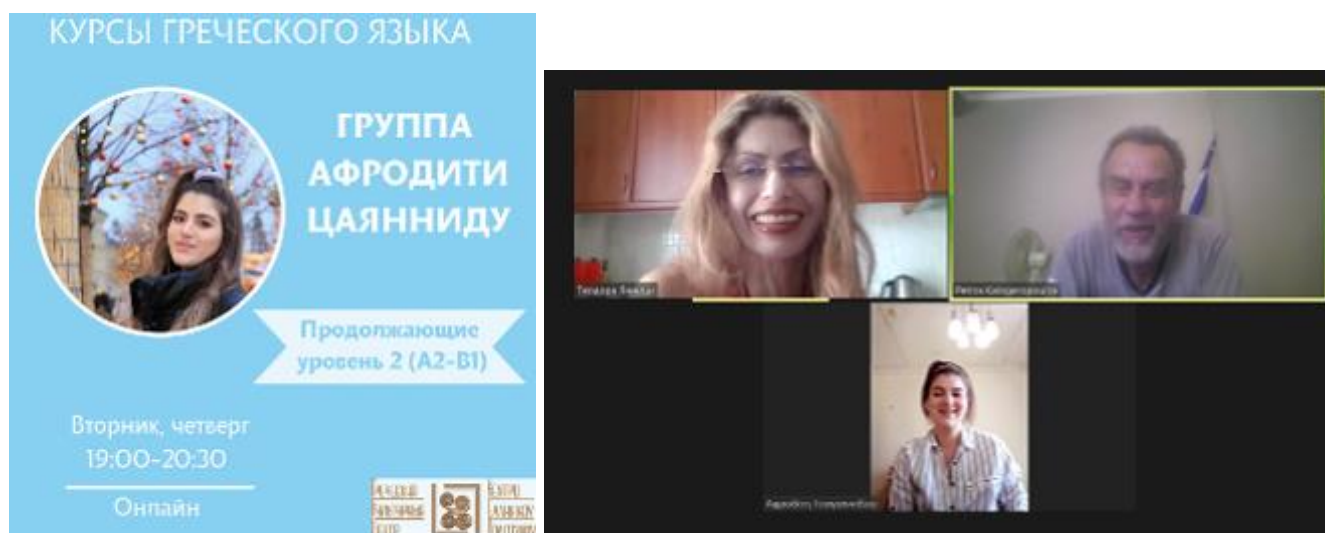 КУРСЫ ГРЕЧЕСКОГО ЯЗЫКА
ГРУППА
АФРОДИТИ
ЦАЯННИДУ
Продолжающие
уровень 2 (А2-В1)
Вторник, четверг
19:00-20:30
Онлайн